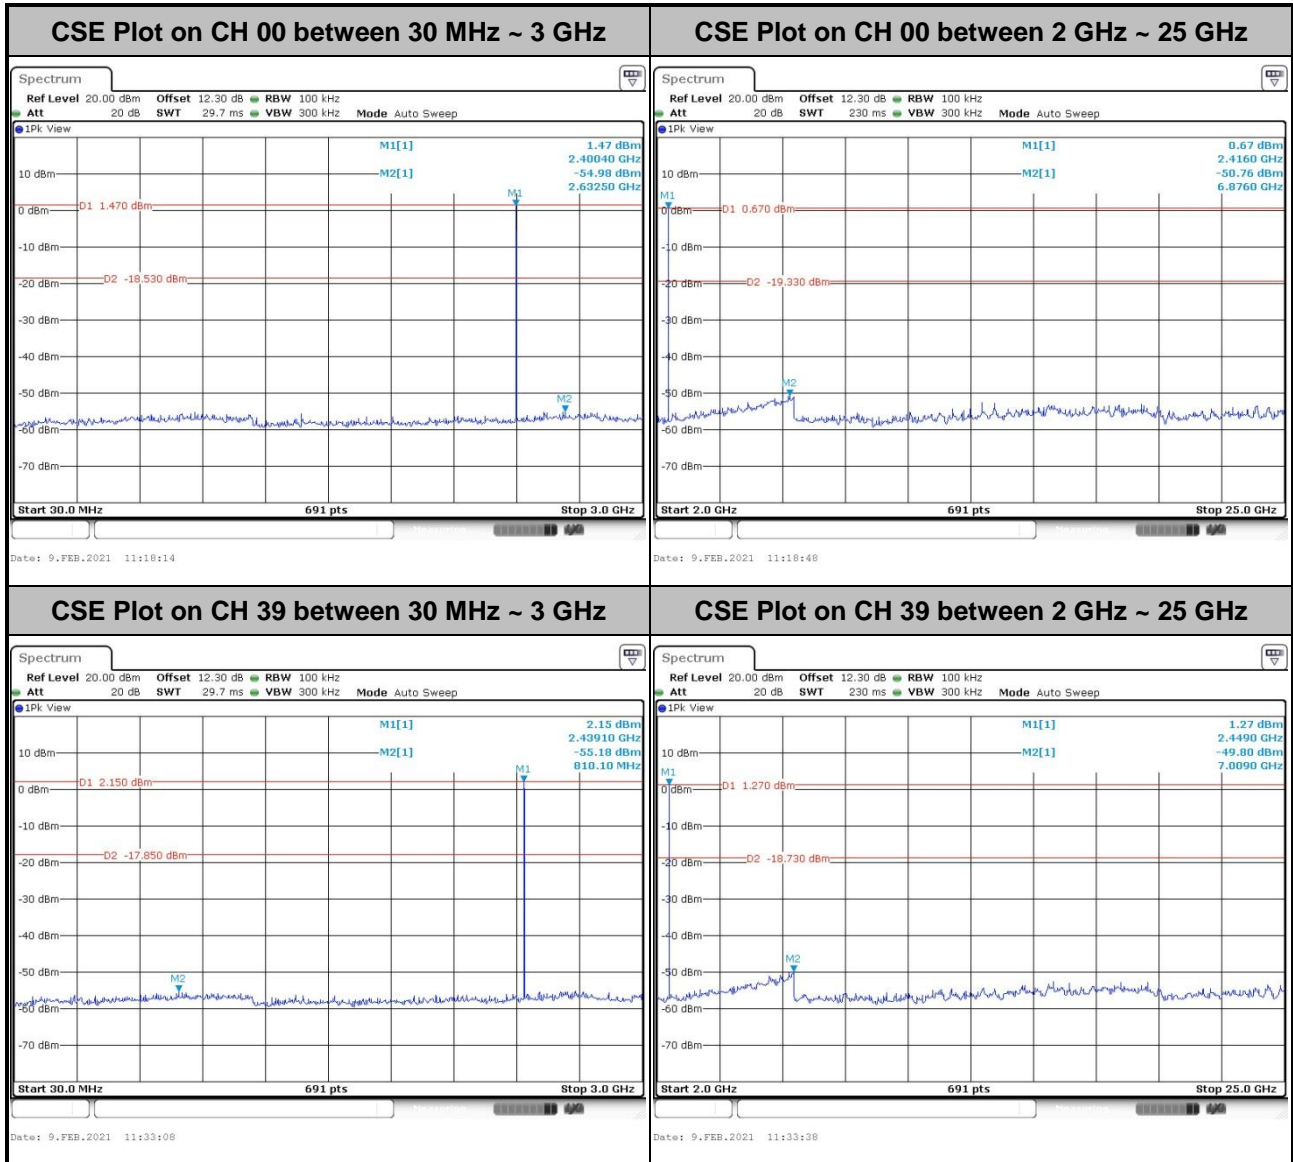 CSE Plot on CH 00 between 30 MHz ~ 3 GHz
Spectrum
Ref Level 20.00 dBm Offset 12.30 dB RBW 100 kHz
Att 20 dB SWT 29.7 ms VBW 300 kHz Mode Auto Sweep
1Pk View
M1[1] 1.47 dBm
2.40040 GHz
10 dBm M2[1] -54.98 dBm
2.63250 GHz
M1
D1 1.470 dBm
0 dBm
-10 dBm
D2 -18.530 dBm
-20 dBm
-30 dBm
-40 dBm
-50 dBm
M2
-60 dBm
-70 dBm
Start 30.0 MHz 691 pts Stop 3.0 GHz
Date: 9.FEB.2021 11:18:14
CSE Plot on CH 00 between 2 GHz ~ 25 GHz
Spectrum
Ref Level 20.00 dBm Offset 12.30 dB RBW 100 kHz
Att 20 dB SWT 230 ms VBW 300 kHz Mode Auto Sweep
1Pk View
M1[1] 0.67 dBm
2.4160 GHz
10 dBm M2[1] -50.76 dBm
6.8760 GHz
M1
0 dBm D1 0.670 dBm
-10 dBm
-20 dBm D2 -19.330 dBm
-30 dBm
-40 dBm
M2
-50 dBm
-60 dBm
-70 dBm
Start 2.0 GHz 691 pts Stop 25.0 GHz
Date: 9.FEB.2021 11:18:48
CSE Plot on CH 39 between 30 MHz ~ 3 GHz
Spectrum
Ref Level 20.00 dBm Offset 12.30 dB RBW 100 kHz
Att 20 dB SWT 29.7 ms VBW 300 kHz Mode Auto Sweep
1Pk View
M1[1] 2.15 dBm
2.43910 GHz
10 dBm M2[1] -55.18 dBm
810.10 MHz
M1
D1 2.150 dBm
0 dBm
-10 dBm
D2 -17.850 dBm
-20 dBm
-30 dBm
-40 dBm
-50 dBm
M2
-60 dBm
-70 dBm
Start 30.0 MHz 691 pts Stop 3.0 GHz
Date: 9.FEB.2021 11:33:08
CSE Plot on CH 39 between 2 GHz ~ 25 GHz
Spectrum
Ref Level 20.00 dBm Offset 12.30 dB RBW 100 kHz
Att 20 dB SWT 230 ms VBW 300 kHz Mode Auto Sweep
1Pk View
M1[1] 1.27 dBm
2.4490 GHz
10 dBm M2[1] -49.80 dBm
7.0090 GHz
M1
0 dBm D1 1.270 dBm
-10 dBm
-20 dBm D2 -18.730 dBm
-30 dBm
-40 dBm
M2
-50 dBm
-60 dBm
-70 dBm
Start 2.0 GHz 691 pts Stop 25.0 GHz
Date: 9.FEB.2021 11:33:38